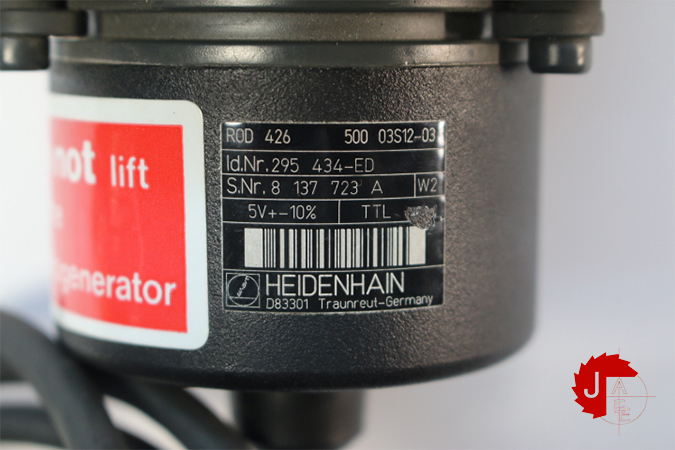 not lift
generator
ROD 426 500 03S12-03
Id.Nr. 295 434-ED
S.Nr. 8 137 723 A W2
5V+-10% TTL
HEIDENHAIN
D83301 Traunreut-Germany
J
A
E